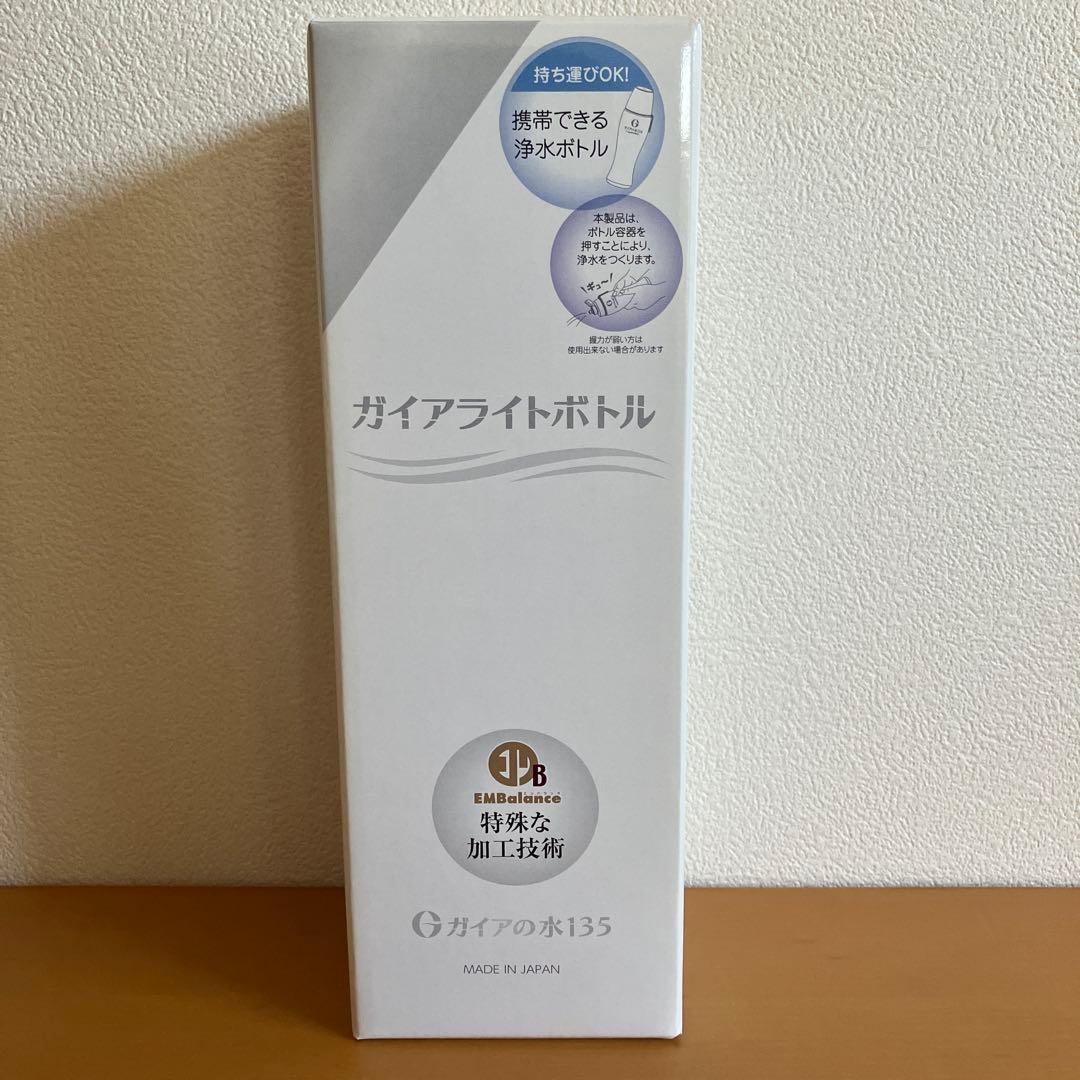 持ち運びOK!
携帯できる
浄水ボトル
本製品は、
ボトル容器を
押すことにより、
浄水をつくります。
\ギュ〜/
握力が弱い方は
使用出来ない場合があります
ガイアライトボトル
B
EMBalance
特殊な
加工技術
G ガイアの水135
MADE IN JAPAN